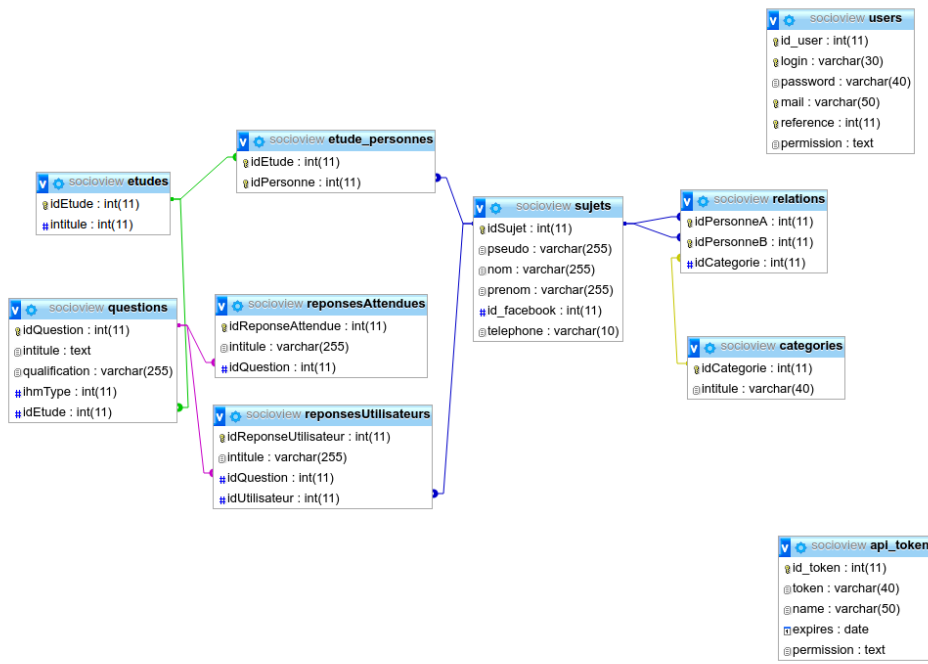 socioview users
id_user : int(11)
login : varchar(30)
password : varchar(40)
mail : varchar(50)
reference : int(11)
permission : text
socioview etude_personnes
idEtude : int(11)
idPersonne : int(11)
socioview etudes
idEtude : int(11)
intitule : int(11)
socioview sujets
idSujet : int(11)
pseudo : varchar(255)
nom : varchar(255)
prenom : varchar(255)
id_facebook : int(11)
telephone : varchar(10)
socioview relations
idPersonneA : int(11)
idPersonneB : int(11)
idCategorie : int(11)
socioview questions
idQuestion : int(11)
intitule : text
qualification : varchar(255)
ihmType : int(11)
idEtude : int(11)
socioview reponsesAttendues
idReponseAttendue : int(11)
intitule : varchar(255)
idQuestion : int(11)
socioview categories
idCategorie : int(11)
intitule : varchar(40)
socioview reponsesUtilisateurs
idReponseUtilisateur : int(11)
intitule : varchar(255)
idQuestion : int(11)
idUtilisateur : int(11)
socioview api_token
id_token : int(11)
token : varchar(40)
name : varchar(50)
expires : date
permission : text